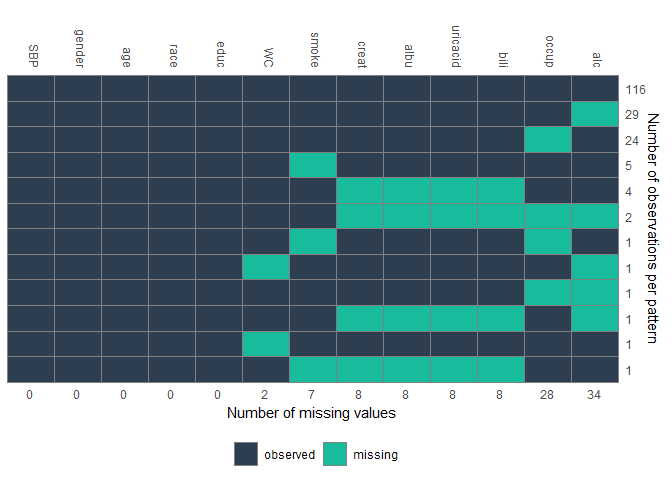 SBP gender age race educ WC smoke creat albu uricacid bili occup alc
116
29
24
5
4
2
1
1
1
1
1
1
Number of observations per pattern
0 0 0 0 0 2 7 8 8 8 8 28 34
Number of missing values
observed missing